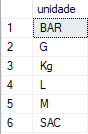 unidade
1 BAR
2 G
3 Kg
4 L
5 M
6 SAC